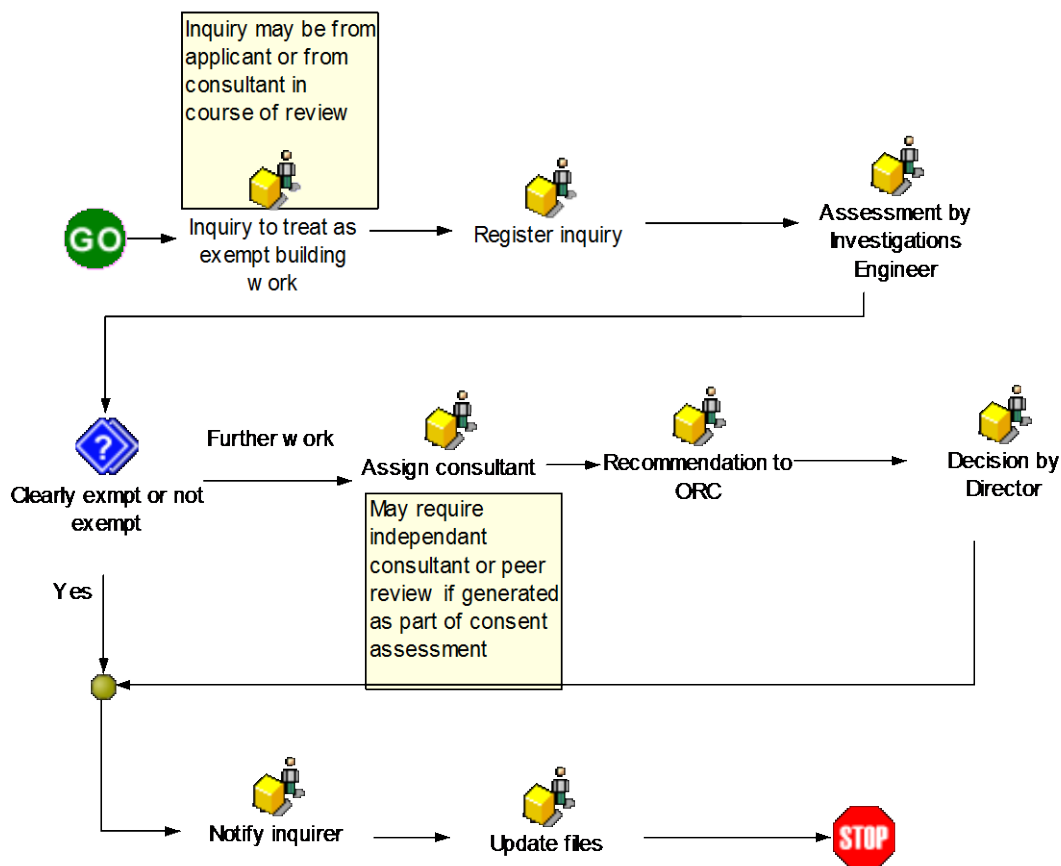 Inquiry may be from
applicant or from
consultant in
course of review
GO
Inquiry to treat as
exempt building
work
Register inquiry
Assessment by
Investigations
Engineer
?
Clearly exmpt or not
exempt
Further work
Assign consultant
Recommendation to
ORC
Decision by
Director
May require
independant
consultant or peer
review if generated
as part of consent
assessment
Yes
Notify inquirer
Update files
STOP